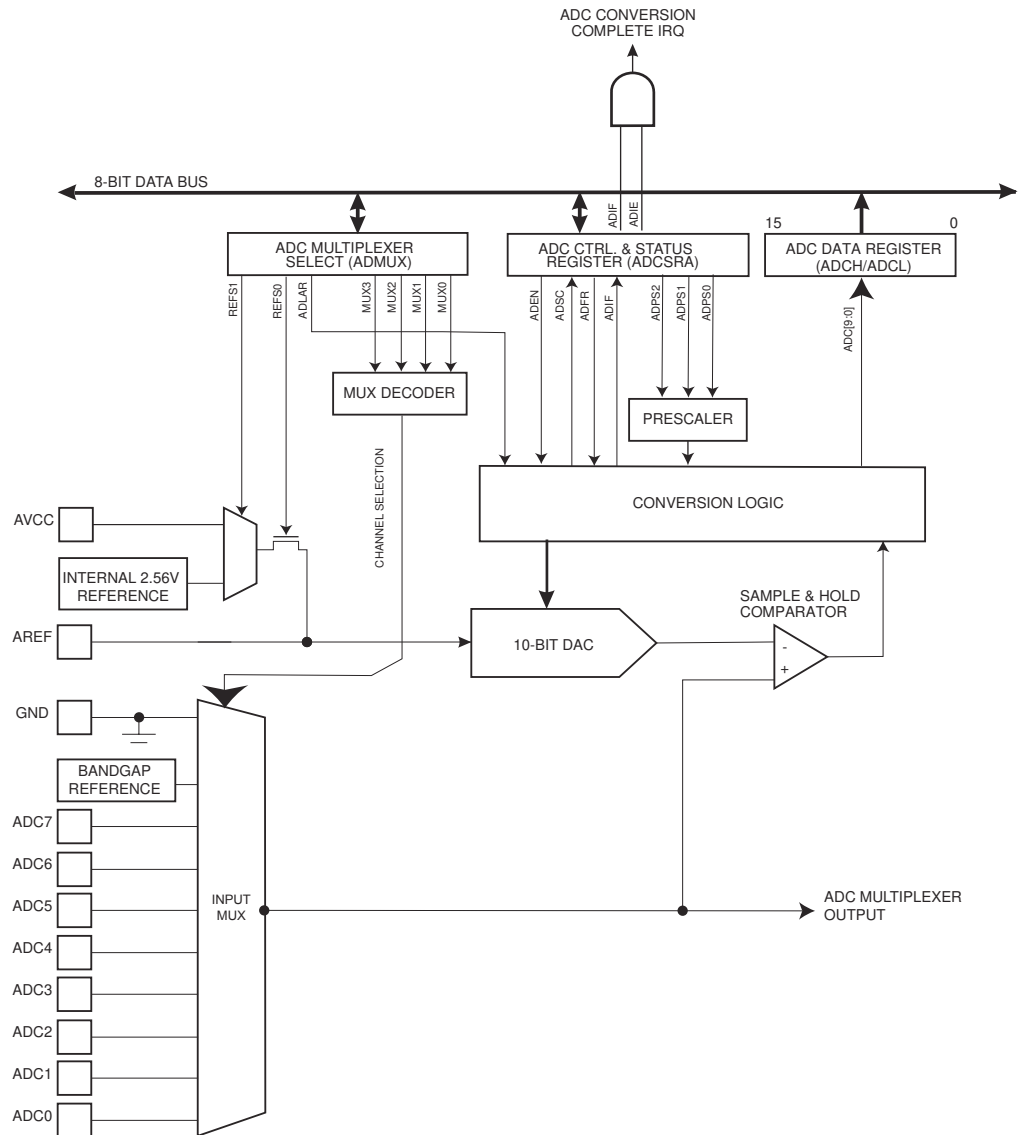 ADC CONVERSION
COMPLETE IRQ
8-BIT DATA BUS
ADIF
ADIE
15
0
ADC MULTIPLEXER
SELECT (ADMUX)
ADC CTRL. & STATUS
REGISTER (ADCSRA)
ADC DATA REGISTER
(ADCH/ADCL)
REFS1
REFS0
ADLAR
MUX3
MUX2
MUX1
MUX0
ADEN
ADSC
ADFR
ADIF
ADPS2
ADPS1
ADPS0
ADC[9:0]
MUX DECODER
PRESCALER
CHANNEL SELECTION
CONVERSION LOGIC
AVCC
INTERNAL 2.56V
REFERENCE
SAMPLE & HOLD
COMPARATOR
AREF
10-BIT DAC
-
+
GND
BANDGAP
REFERENCE
ADC7
ADC6
ADC5
ADC4
ADC3
ADC2
ADC1
ADC0
INPUT
MUX
ADC MULTIPLEXER
OUTPUT